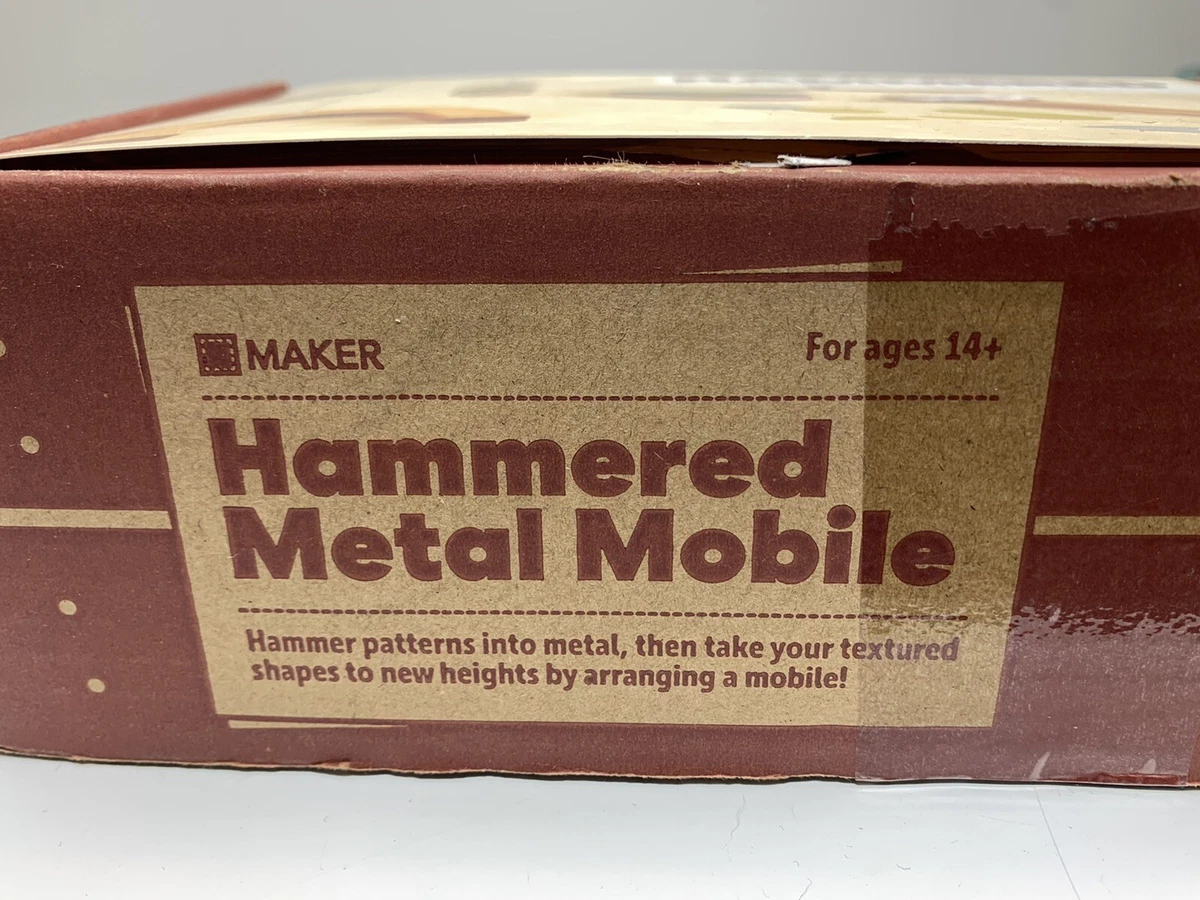 MAKER
For ages 14+
Hammered
Metal Mobile
Hammer patterns into metal, then take your textured
shapes to new heights by arranging a mobile!